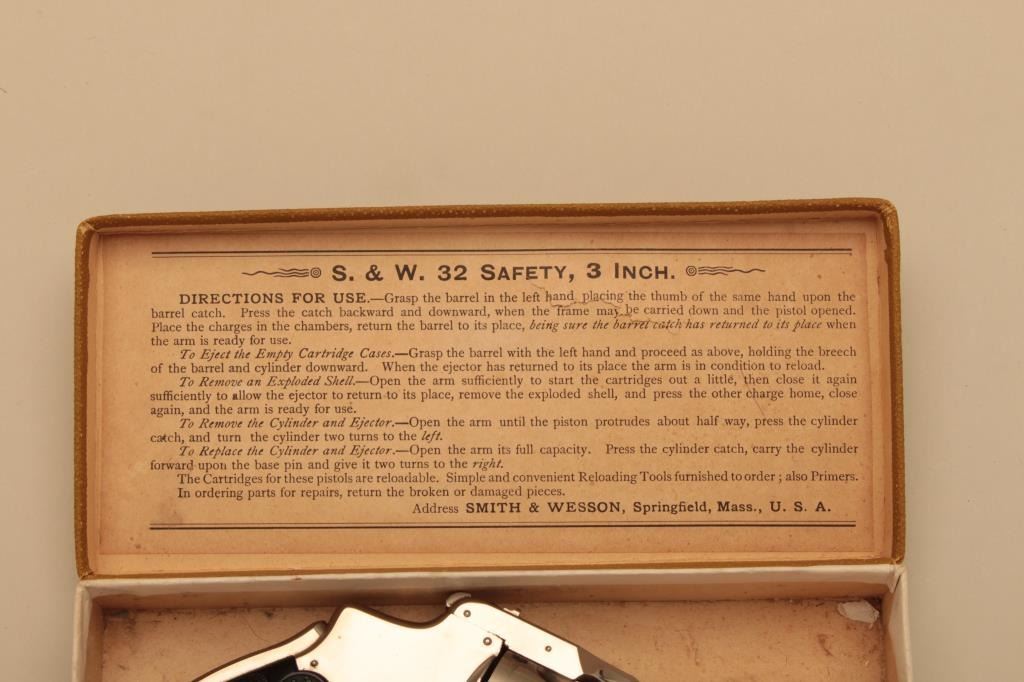 S. & W. 32 SAFETY, 3 INCH.
DIRECTIONS FOR USE.—Grasp the barrel in the left hand, placing the thumb of the same hand upon the
barrel catch. Press the catch backward and downward, when the frame may be carried down and the pistol opened.
Place the charges in the chambers, return the barrel to its place, being sure the barrel catch has returned to its place when
the arm is ready for use.
To Eject the Empty Cartridge Cases.—Grasp the barrel with the left hand and proceed as above, holding the breech
of the barrel and cylinder downward. When the ejector has returned to its place the arm is in condition to reload.
To Remove an Exploded Shell.—Open the arm sufficiently to start the cartridges out a little, then close it again
sufficiently to allow the ejector to return to its place, remove the exploded shell, and press the other charge home, close
again, and the arm is ready for use.
To Remove the Cylinder and Ejector.—Open the arm until the piston protrudes about half way, press the cylinder
catch, and turn the cylinder two turns to the left.
To Replace the Cylinder and Ejector.—Open the arm its full capacity. Press the cylinder catch, carry the cylinder
forward upon the base pin and give it two turns to the right.
The Cartridges for these pistols are reloadable. Simple and convenient Reloading Tools furnished to order; also Primers.
In ordering parts for repairs, return the broken or damaged pieces.
Address SMITH & WESSON, Springfield, Mass., U. S. A.